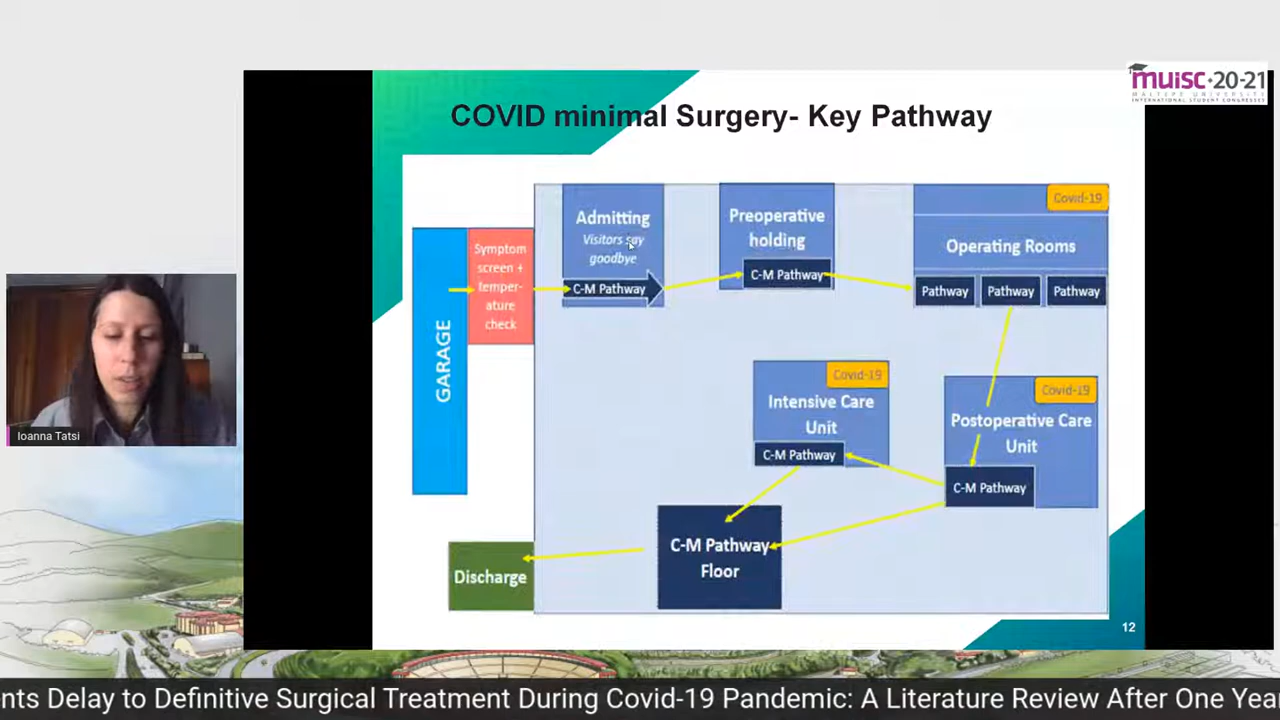 muisc·20-21
MALTEPE UNIVERSITY
INTERNATIONAL STUDENT CONGRESSES
COVID minimal Surgery- Key Pathway
GARAGE
Symptom
screen +
temper-
ature
check
Admitting
Visitors say
goodbye
C-M Pathway
Preoperative
holding
C-M Pathway
Covid-19
Operating Rooms
Pathway
Pathway
Pathway
Covid-19
Intensive Care
Unit
C-M Pathway
Covid-19
Postoperative Care
Unit
C-M Pathway
C-M Pathway
Floor
Discharge
12
Ioanna Tatsi
nts Delay to Definitive Surgical Treatment During Covid-19 Pandemic: A Literature Review After One Year